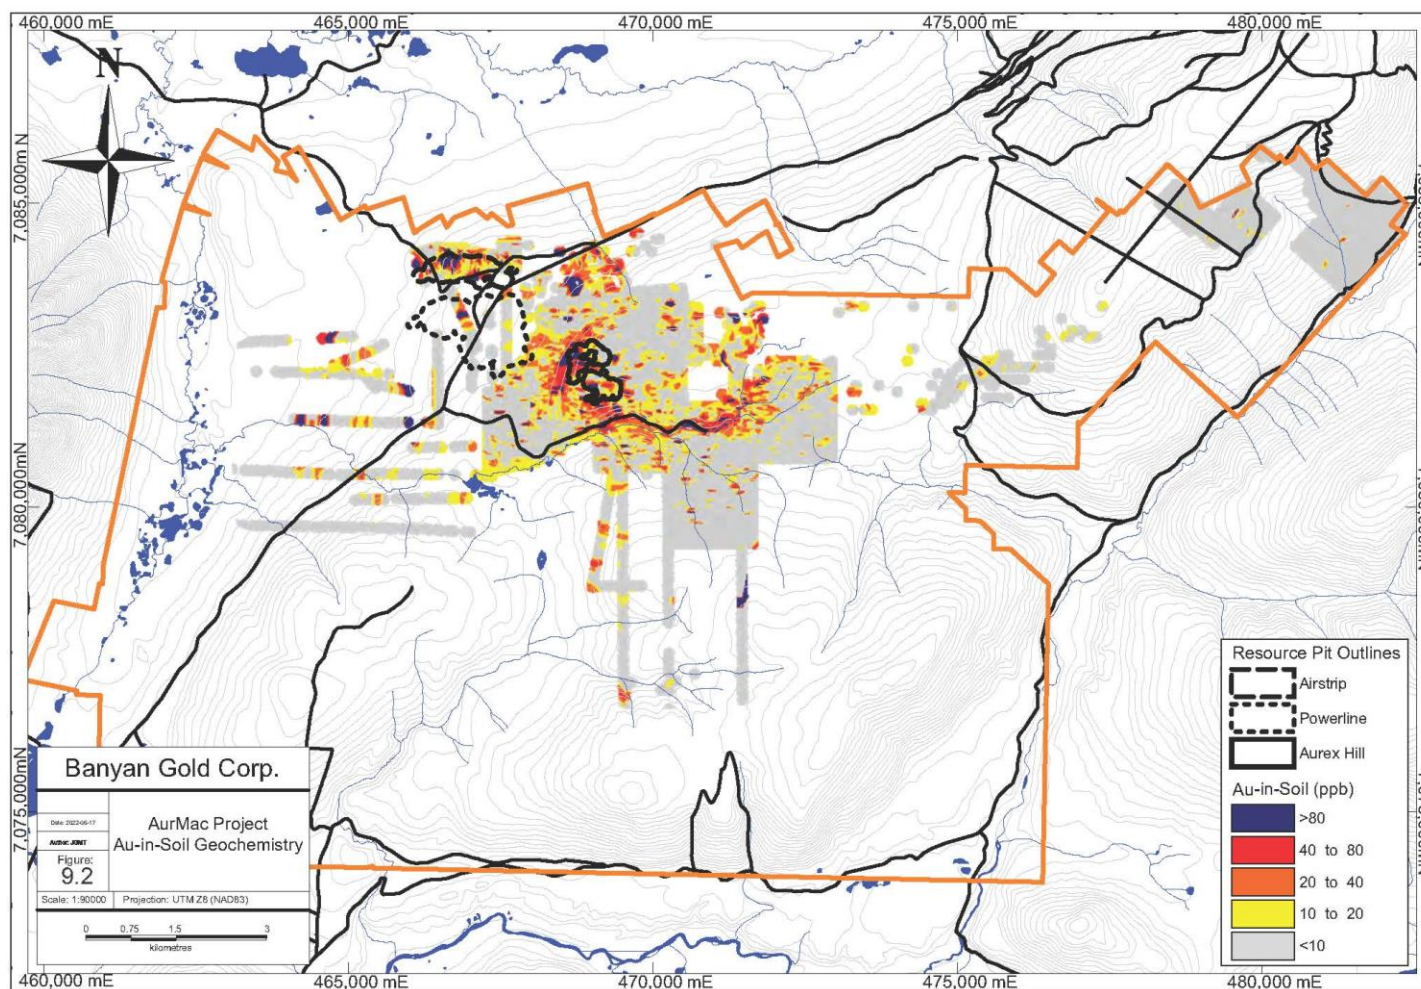 460,000 mE 465,000 mE 470,000 mE 475,000 mE 480,000 mE
N
7,085,000m N
7,080,000mN
7,075,000mN
Resource Pit Outlines
Airstrip
Powerline
Aurex Hill
Au-in-Soil (ppb)
>80
40 to 80
20 to 40
10 to 20
<10
Banyan Gold Corp.
Date: 2022-05-17
AurMac Project
Au-in-Soil Geochemistry
Figure:
9.2
Scale: 1:90000 Projection: UTM Z8 (NAD83)
0 0.75 1.5 3
kilometres
460,000 mE 465,000 mE 470,000 mE 475,000 mE 480,000 mE